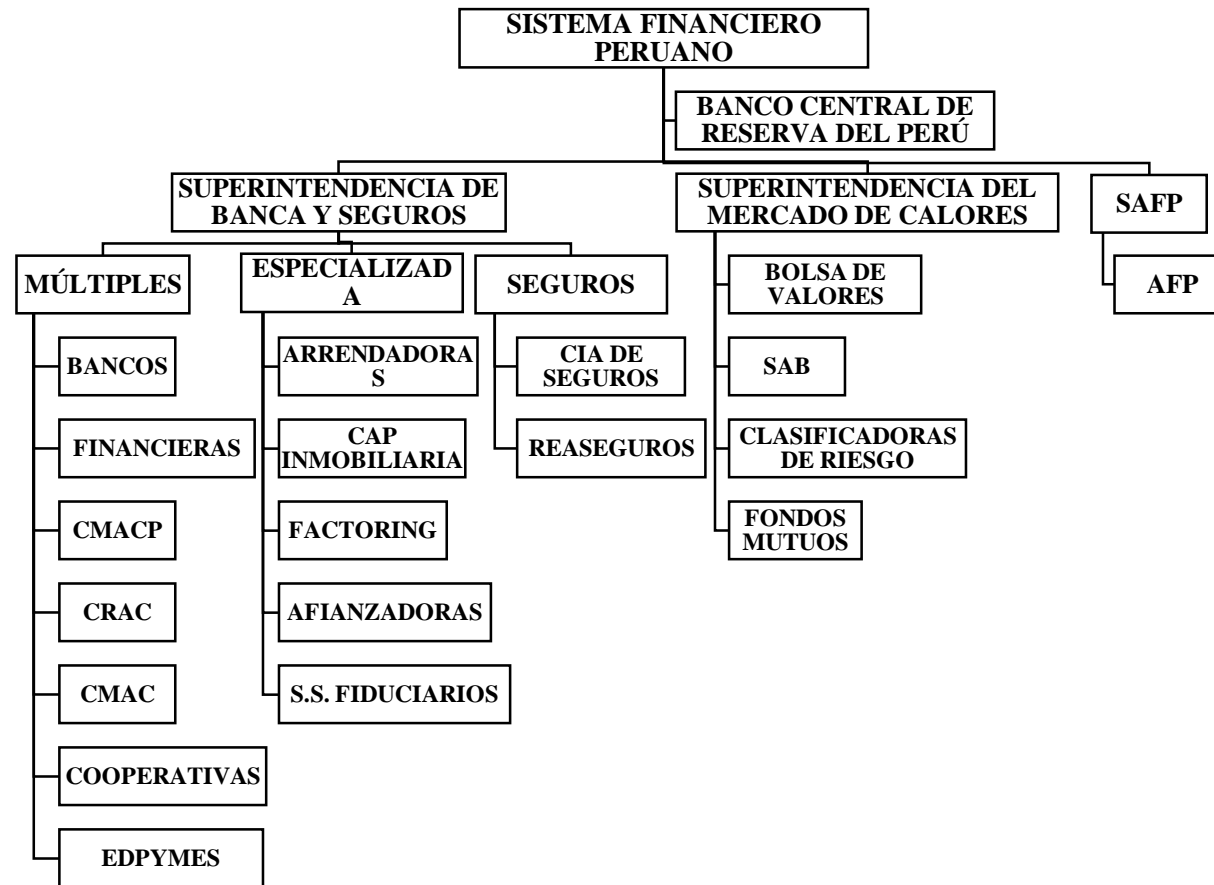 SISTEMA FINANCIERO
PERUANO
BANCO CENTRAL DE
RESERVA DEL PERÚ
SUPERINTENDENCIA DE
BANCA Y SEGUROS
SUPERINTENDENCIA DEL
MERCADO DE CALORES
SAFP
MÚLTIPLES
ESPECIALIZAD
A
SEGUROS
BOLSA DE
VALORES
AFP
BANCOS
ARRENDADORA
S
CIA DE
SEGUROS
SAB
FINANCIERAS
CAP
INMOBILIARIA
REASEGUROS
CLASIFICADORAS
DE RIESGO
CMACP
FACTORING
FONDOS
MUTUOS
CRAC
AFIANZADORAS
CMAC
S.S. FIDUCIARIOS
COOPERATIVAS
EDPYMES